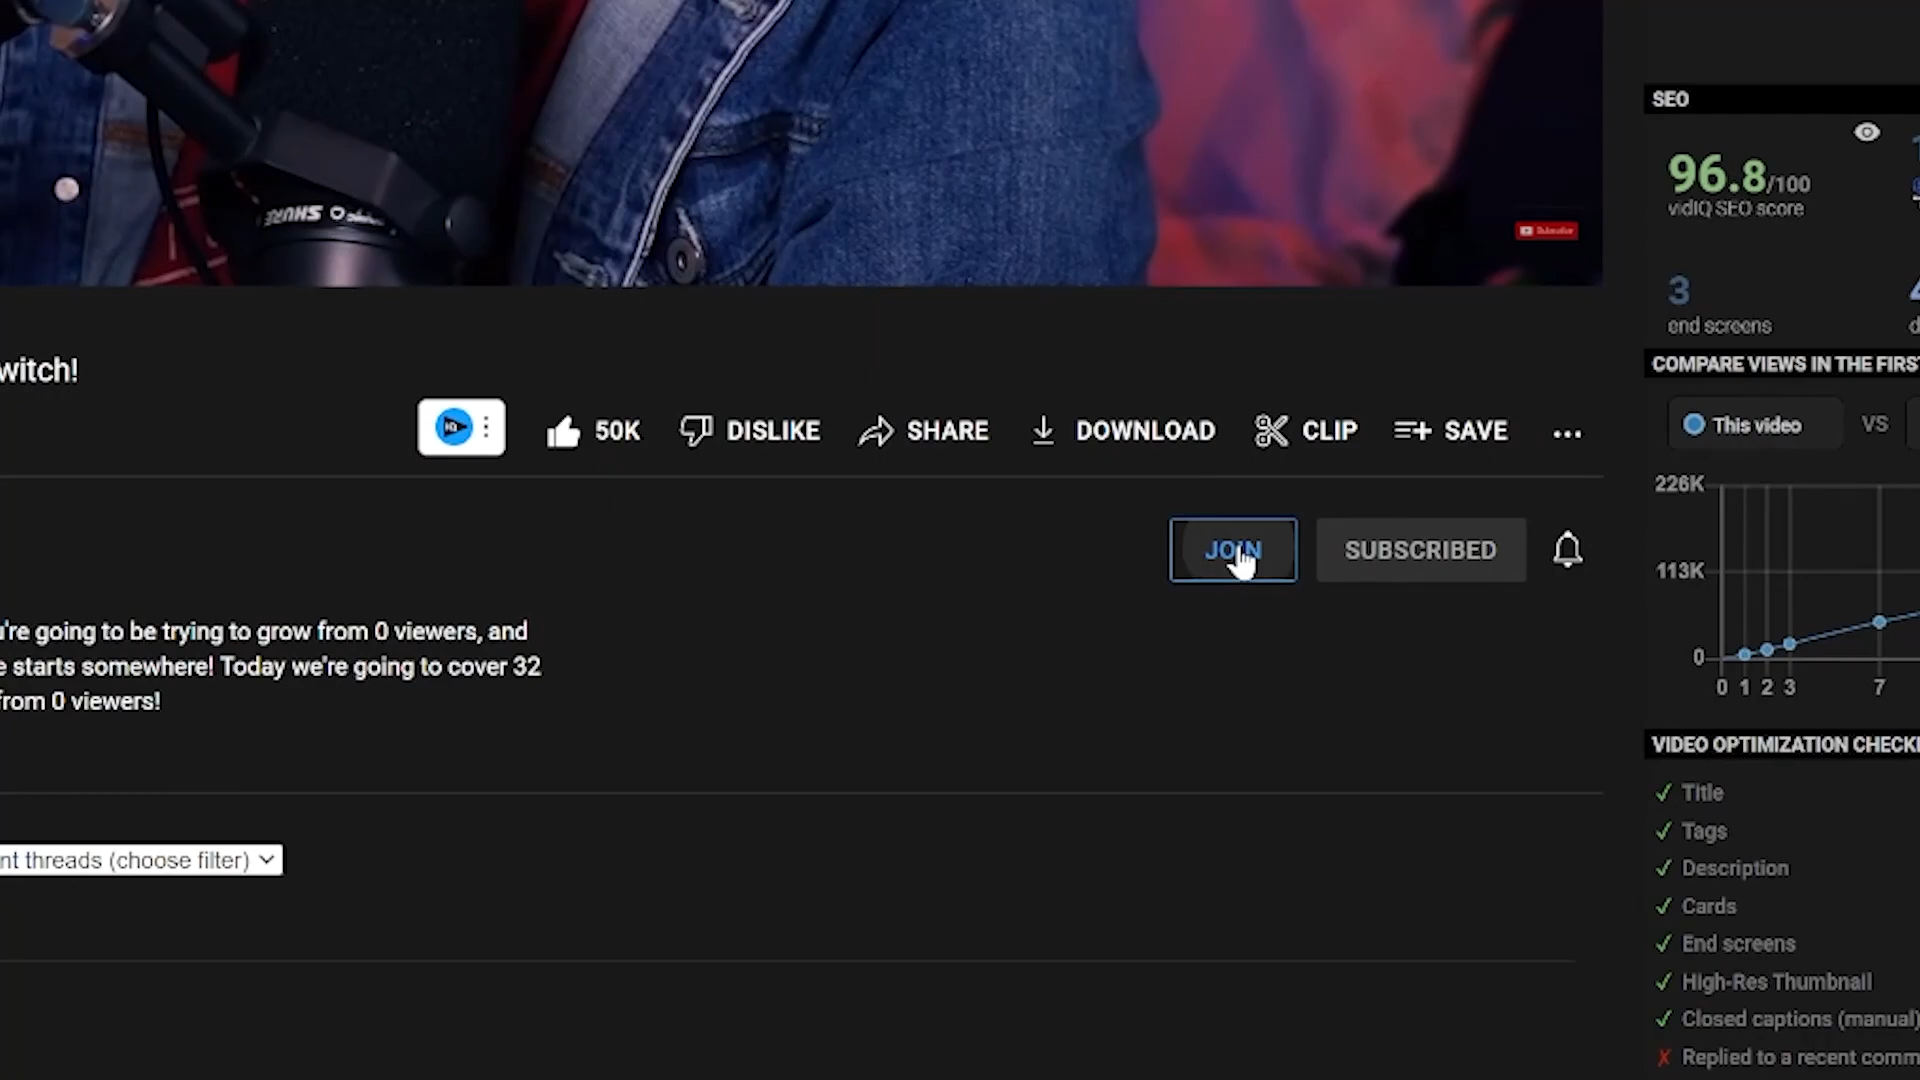 SHURE
Subscribe
SEO
96.8/100
vidIQ SEO score
3
end screens
witch!
50K
DISLIKE
SHARE
DOWNLOAD
CLIP
SAVE
COMPARE VIEWS IN THE FIRS
This video
VS
226K
113K
0
0 1 2 3 7
JOIN
SUBSCRIBED
u're going to be trying to grow from 0 viewers, and
e starts somewhere! Today we're going to cover 32
from 0 viewers!
nt threads (choose filter)
VIDEO OPTIMIZATION CHECK
Title
Tags
Description
Cards
End screens
High-Res Thumbnail
Closed captions (manual)
Replied to a recent comm